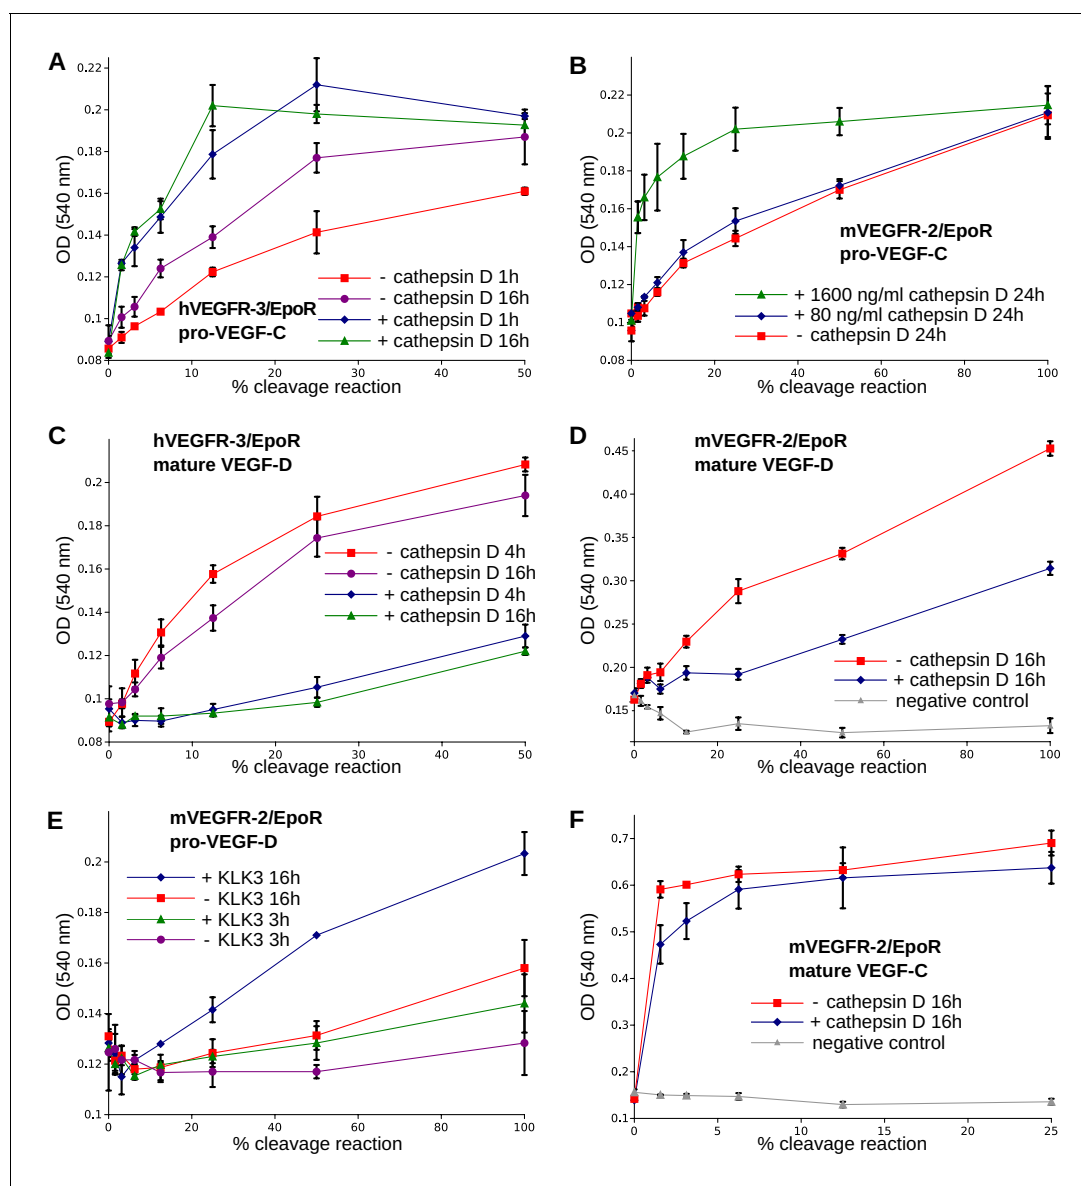 A
0.22
0.2
0.18
0.16
0.14
0.12
0.1
0.08
OD (540 nm)
- cathepsin D 1h
- cathepsin D 16h
+ cathepsin D 1h
+ cathepsin D 16h
hVEGFR-3/EpoR
pro-VEGF-C
0 10 20 30 40 50
% cleavage reaction
B
0.22
0.2
0.18
0.16
0.14
0.12
0.1
0.08
OD (540 nm)
mVEGFR-2/EpoR
pro-VEGF-C
+ 1600 ng/ml cathepsin D 24h
+ 80 ng/ml cathepsin D 24h
- cathepsin D 24h
0 20 40 60 80 100
% cleavage reaction
C
hVEGFR-3/EpoR
mature VEGF-D
0.2
0.18
0.16
0.14
0.12
0.1
0.08
OD (540 nm)
- cathepsin D 4h
- cathepsin D 16h
+ cathepsin D 4h
+ cathepsin D 16h
0 10 20 30 40 50
% cleavage reaction
D
mVEGFR-2/EpoR
mature VEGF-D
0.45
0.35
0.30
0.20
0.15
OD (540 nm)
- cathepsin D 16h
+ cathepsin D 16h
negative control
0 20 40 60 80 100
% cleavage reaction
E
mVEGFR-2/EpoR
pro-VEGF-D
+ KLK3 16h
- KLK3 16h
+ KLK3 3h
- KLK3 3h
0.2
0.18
0.16
0.14
0.12
0.1
OD (540 nm)
0 20 40 60 80 100
% cleavage reaction
F
0.7
0.6
0.5
0.4
0.3
0.2
0.1
OD (540 nm)
mVEGFR-2/EpoR
mature VEGF-C
- cathepsin D 16h
+ cathepsin D 16h
negative control
0 5 10 15 20 25
% cleavage reaction